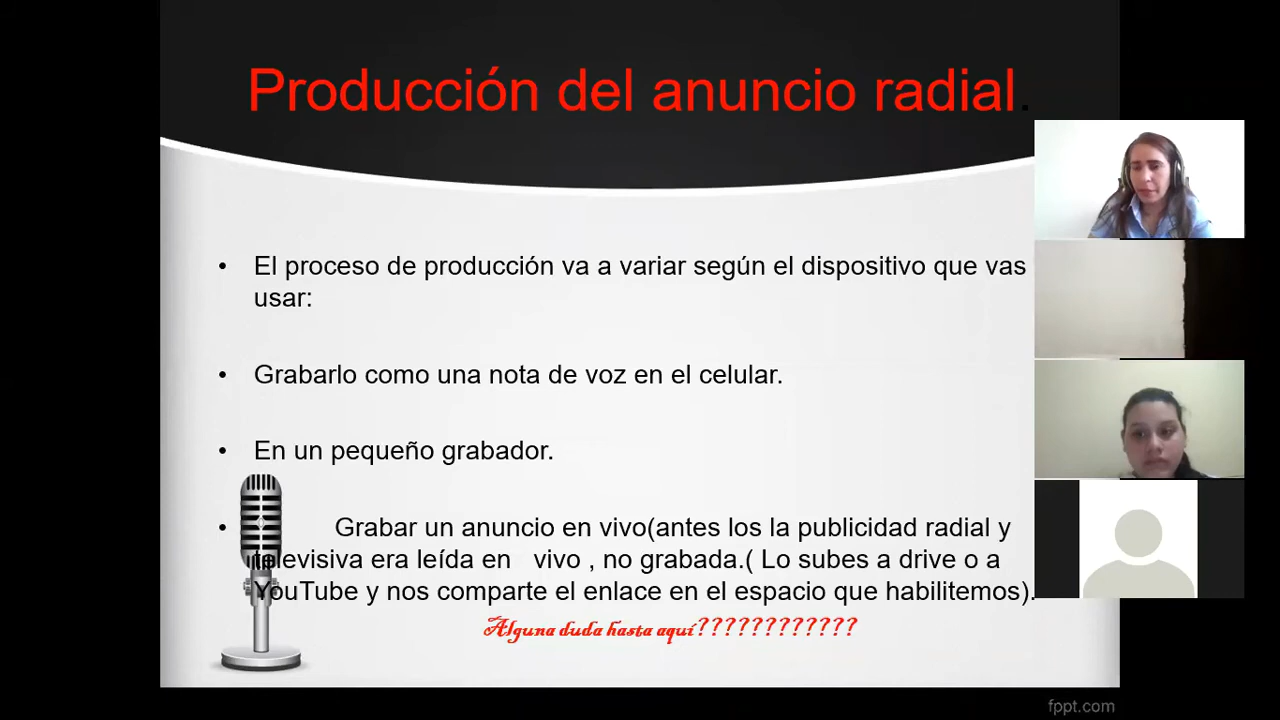 Producción del anuncio radial.
• El proceso de producción va a variar según el dispositivo que vas
usar:
• Grabarlo como una nota de voz en el celular.
• En un pequeño grabador.
• Grabar un anuncio en vivo(antes los la publicidad radial y
televisiva era leída en vivo , no grabada.( Lo subes a drive o a
YouTube y nos comparte el enlace en el espacio que habilitemos).
Alguna duda hasta aquí????????????
fppt.com